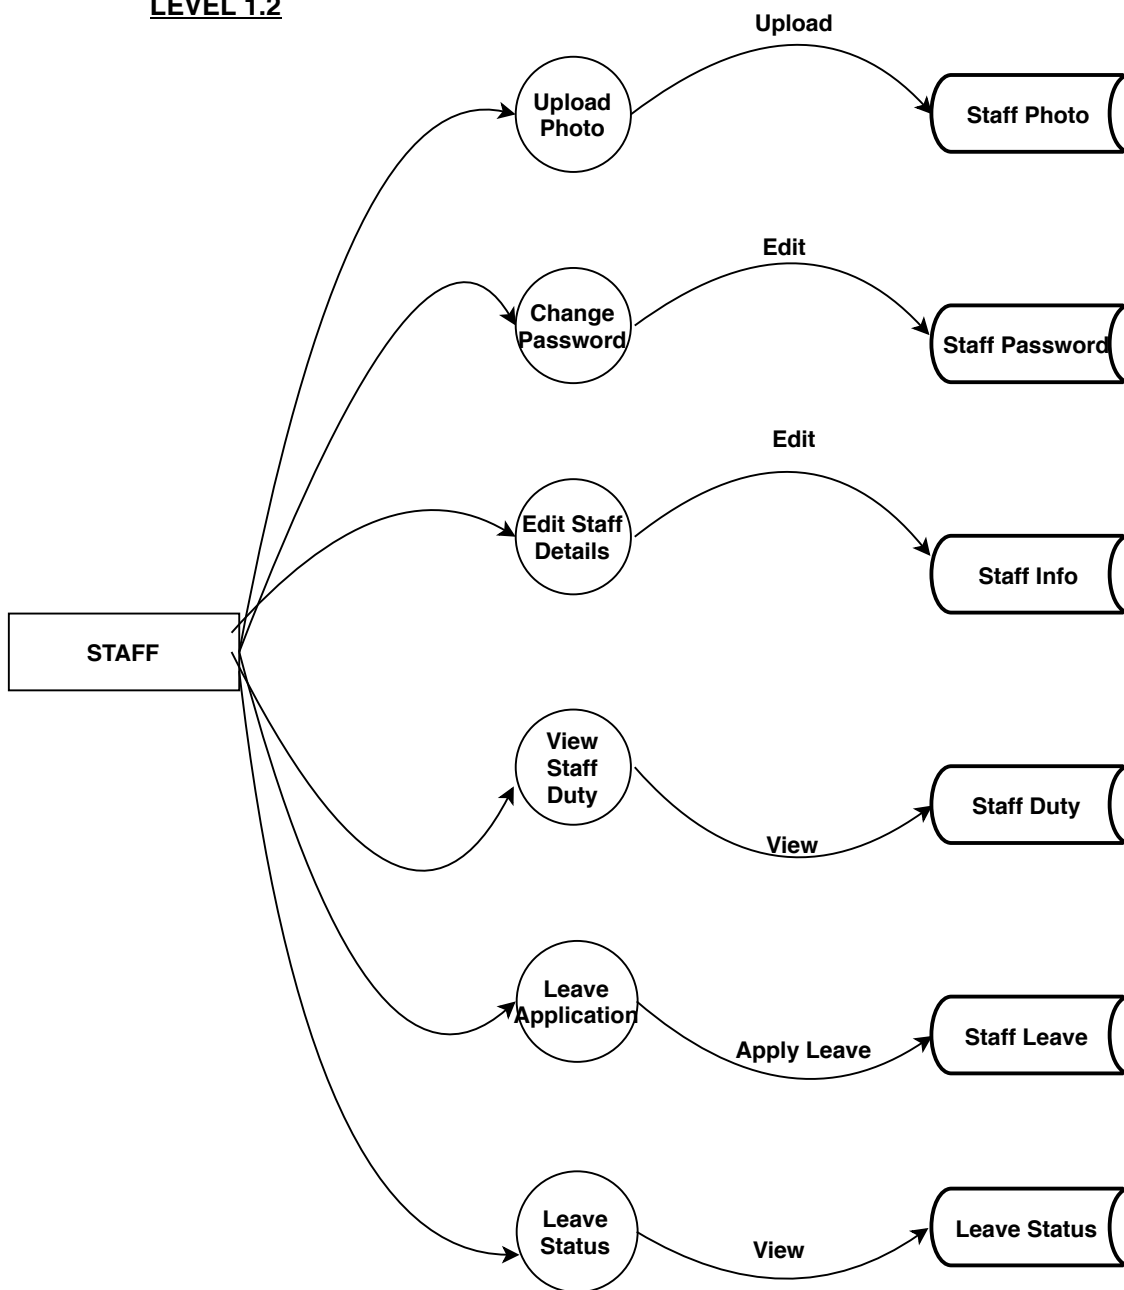 LEVEL 1.2
Upload
Upload
Photo
Staff Photo
Edit
Change
Password
Staff Password
Edit
Edit Staff
Details
Staff Info
STAFF
View
Staff
Duty
Staff Duty
View
Leave
Application
Apply Leave
Staff Leave
Leave
Status
Leave Status
View